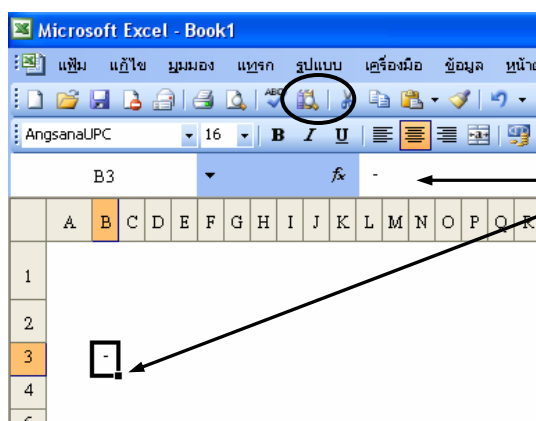 Microsoft Excel - Book1
แฟ้ม แก้ไข มุมมอง แทรก รูปแบบ เครื่องมือ ข้อมูล
ABC
AngsanaUPC 16 B I U
B3 fx -
A B C D E F G H I J K L M N O P Q R
1
2
3 -
4